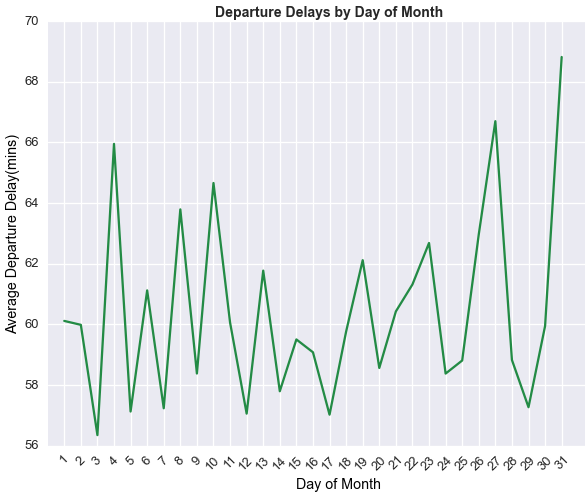 Departure Delays by Day of Month
Average Departure Delay(mins)
70
68
66
64
62
60
58
56
1 2 3 4 5 6 7 8 9 10 11 12 13 14 15 16 17 18 19 20 21 22 23 24 25 26 27 28 29 30 31
Day of Month